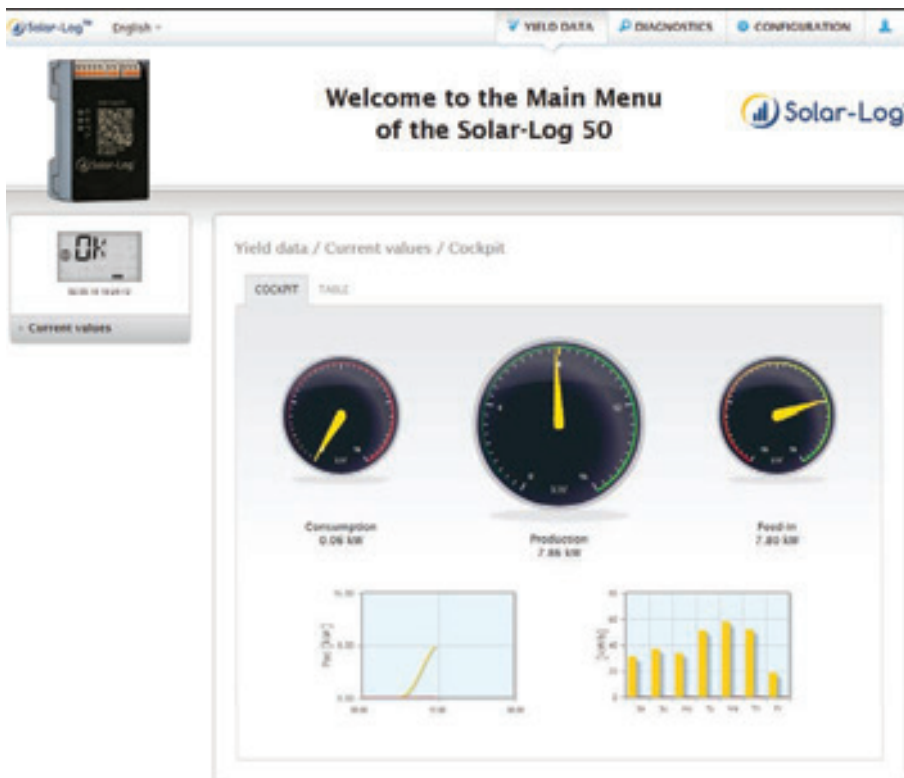 Solar-Log™ English
YIELD DATA DIAGNOSTICS CONFIGURATION
Welcome to the Main Menu
of the Solar-Log 50
Solar-Log
Solar-Log
OK
Current values
Yield data / Current values / Cockpit
COCKPIT TABLE
Consumption
0.06 kW
Production
7.86 kW
Feed-in
7.80 kW